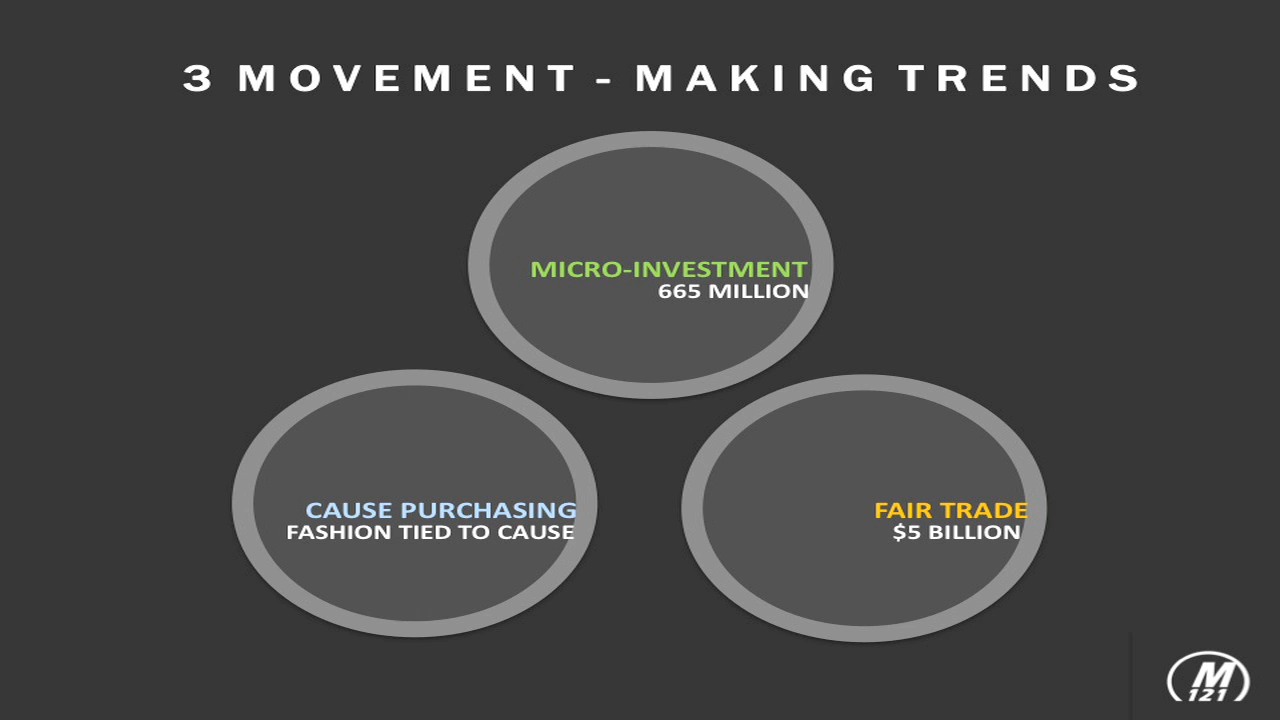 3 MOVEMENT - MAKING TRENDS
MICRO-INVESTMENT
665 MILLION
CAUSE PURCHASING
FASHION TIED TO CAUSE
FAIR TRADE
$5 BILLION
M
121